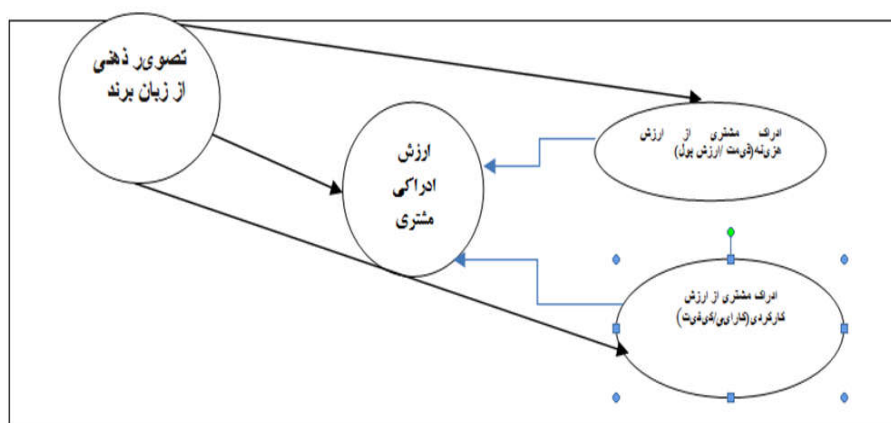 تصویر ذهنی
از زبان برند
ارزش
ادراکی
مشتری
ادراک مشتری از ارزش
هزینه(قیمت /ارزش پول)
ادراک مشتری از ارزش
کارکردی(کارایی/کیفیت)